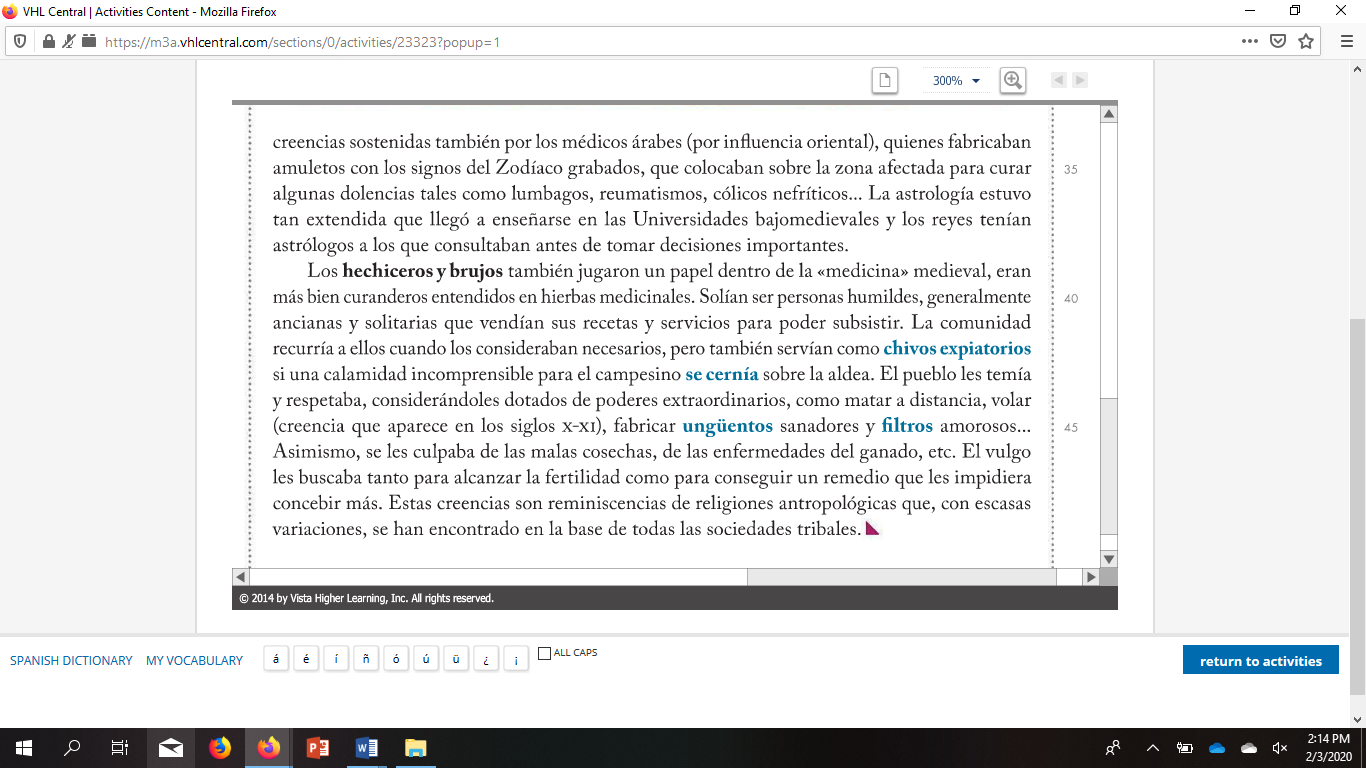 VHL Central | Activities Content - Mozilla Firefox
https://m3a.vhlcentral.com/sections/0/activities/23323?popup=1
300%
creencias sostenidas también por los médicos árabes (por influencia oriental), quienes fabricaban
amuletos con los signos del Zodíaco grabados, que colocaban sobre la zona afectada para curar
35
algunas dolencias tales como lumbagos, reumatismos, cólicos nefríticos... La astrología estuvo
tan extendida que llegó a enseñarse en las Universidades bajomedievales y los reyes tenían
astrólogos a los que consultaban antes de tomar decisiones importantes.
Los hechiceros y brujos también jugaron un papel dentro de la «medicina» medieval, eran
más bien curanderos entendidos en hierbas medicinales. Solían ser personas humildes, generalmente
40
ancianas y solitarias que vendían sus recetas y servicios para poder subsistir. La comunidad
recurría a ellos cuando los consideraban necesarios, pero también servían como chivos expiatorios
si una calamidad incomprensible para el campesino se cernía sobre la aldea. El pueblo les temía
y respetaba, considerándoles dotados de poderes extraordinarios, como matar a distancia, volar
(creencia que aparece en los siglos X-XI), fabricar ungüentos sanadores y filtros amorosos...
45
Asimismo, se les culpaba de las malas cosechas, de las enfermedades del ganado, etc. El vulgo
les buscaba tanto para alcanzar la fertilidad como para conseguir un remedio que les impidiera
concebir más. Estas creencias son reminiscencias de religiones antropológicas que, con escasas
variaciones, se han encontrado en la base de todas las sociedades tribales.
© 2014 by Vista Higher Learning, Inc. All rights reserved.
SPANISH DICTIONARY MY VOCABULARY á é í ñ ó ú ü ¿ ¡ ALL CAPS
return to activities
2:14 PM
2/3/2020